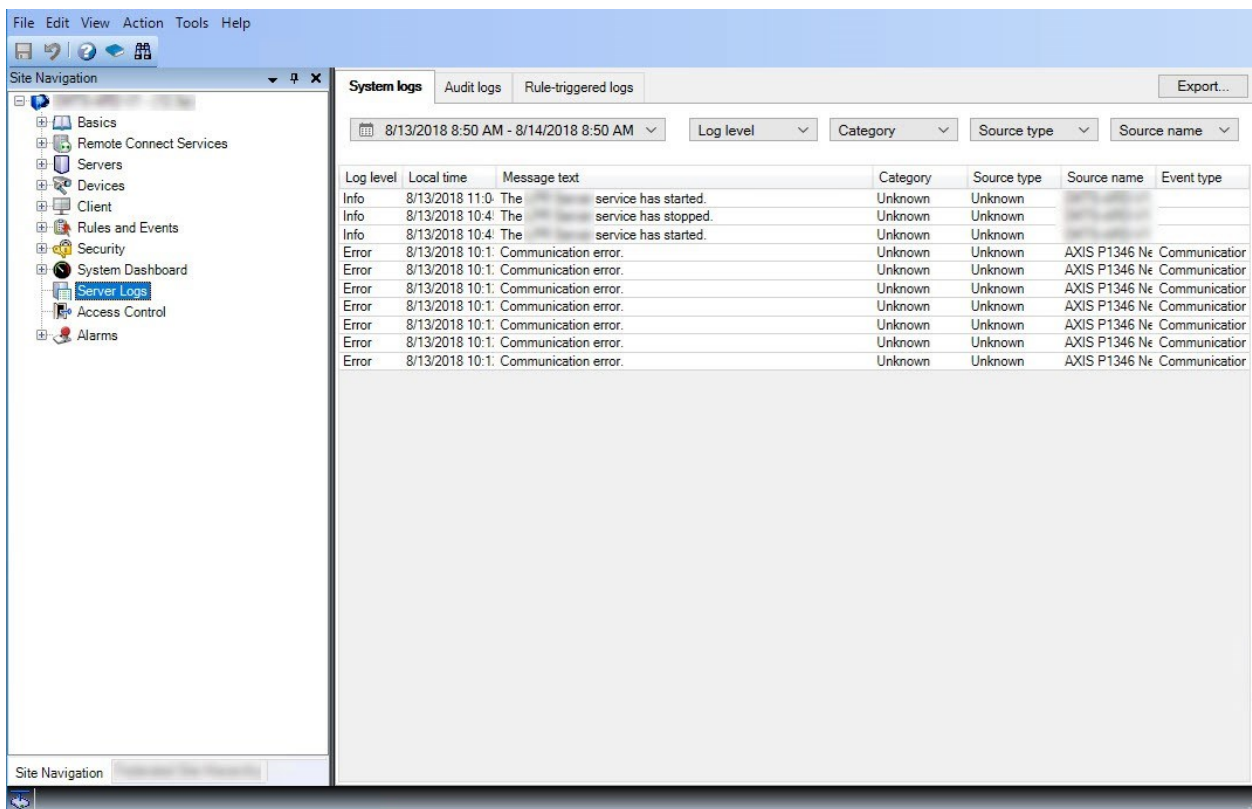 File Edit View Action Tools Help
Site Navigation
System logs Audit logs Rule-triggered logs Export...
Basics
Remote Connect Services
Servers
Devices
Client
Rules and Events
Security
System Dashboard
Server Logs
Access Control
Alarms
8/13/2018 8:50 AM - 8/14/2018 8:50 AM Log level Category Source type Source name
Log level Local time Message text Category Source type Source name Event type
Info 8/13/2018 11:0 The service has started. Unknown Unknown
Info 8/13/2018 10:4 The service has stopped. Unknown Unknown
Info 8/13/2018 10:4 The service has started. Unknown Unknown
Error 8/13/2018 10:1 Communication error. Unknown Unknown AXIS P1346 Ne Communication
Error 8/13/2018 10:1 Communication error. Unknown Unknown AXIS P1346 Ne Communication
Error 8/13/2018 10:1 Communication error. Unknown Unknown AXIS P1346 Ne Communication
Error 8/13/2018 10:1 Communication error. Unknown Unknown AXIS P1346 Ne Communication
Error 8/13/2018 10:1 Communication error. Unknown Unknown AXIS P1346 Ne Communication
Error 8/13/2018 10:1 Communication error. Unknown Unknown AXIS P1346 Ne Communication
Error 8/13/2018 10:1 Communication error. Unknown Unknown AXIS P1346 Ne Communication
Site Navigation